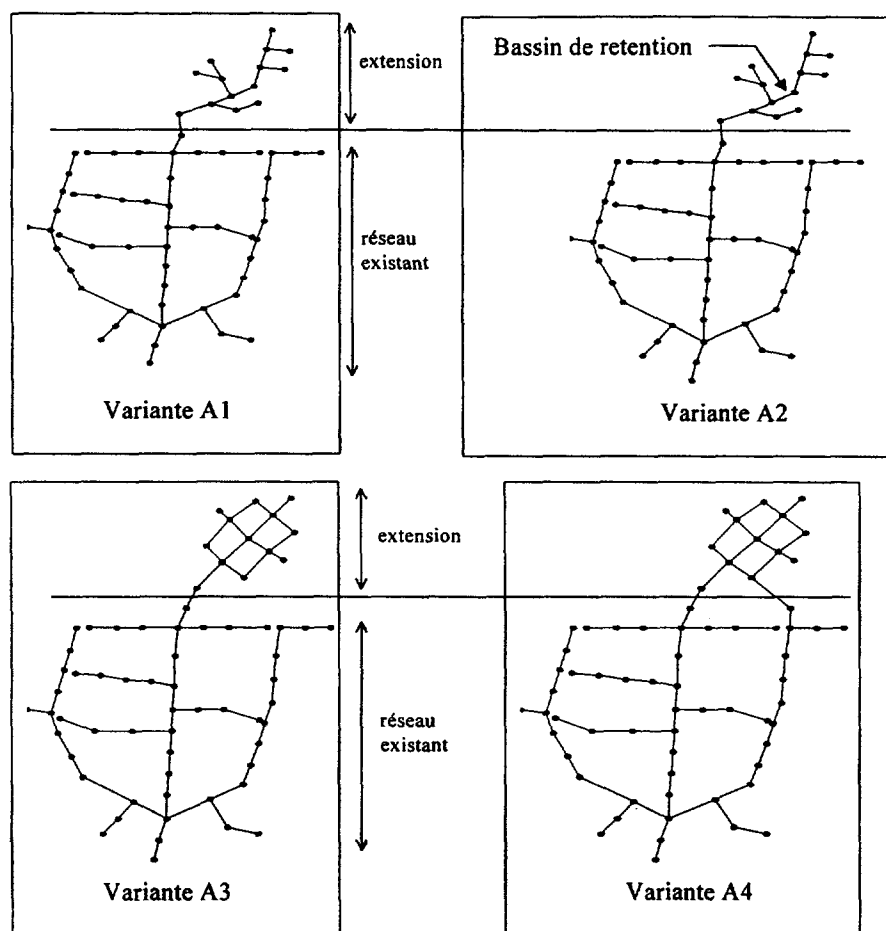 extension
Bassin de retention
réseau
existant
Variante A1
Variante A2
extension
réseau
existant
Variante A3
Variante A4